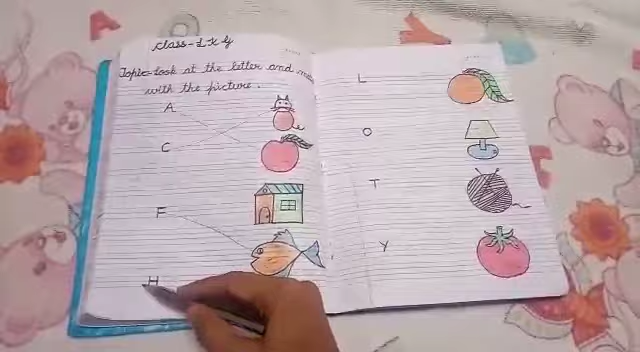 Class-LKG
Topic-Look at the letter and match
with the picture.
A
C
F
H
L
O
T
Y